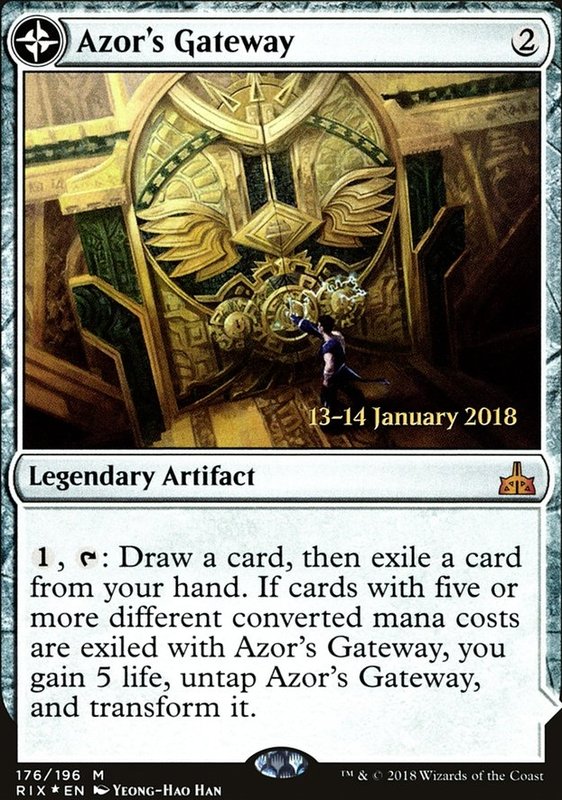 Azor's Gateway 2
13–14 January 2018
Legendary Artifact
1, : Draw a card, then exile a card
from your hand. If cards with five or
more different converted mana costs
are exiled with Azor's Gateway, you
gain 5 life, untap Azor's Gateway,
and transform it.
176/196 M
RIX★EN Yeong-Hao Han
™ & © 2018 Wizards of the Coast